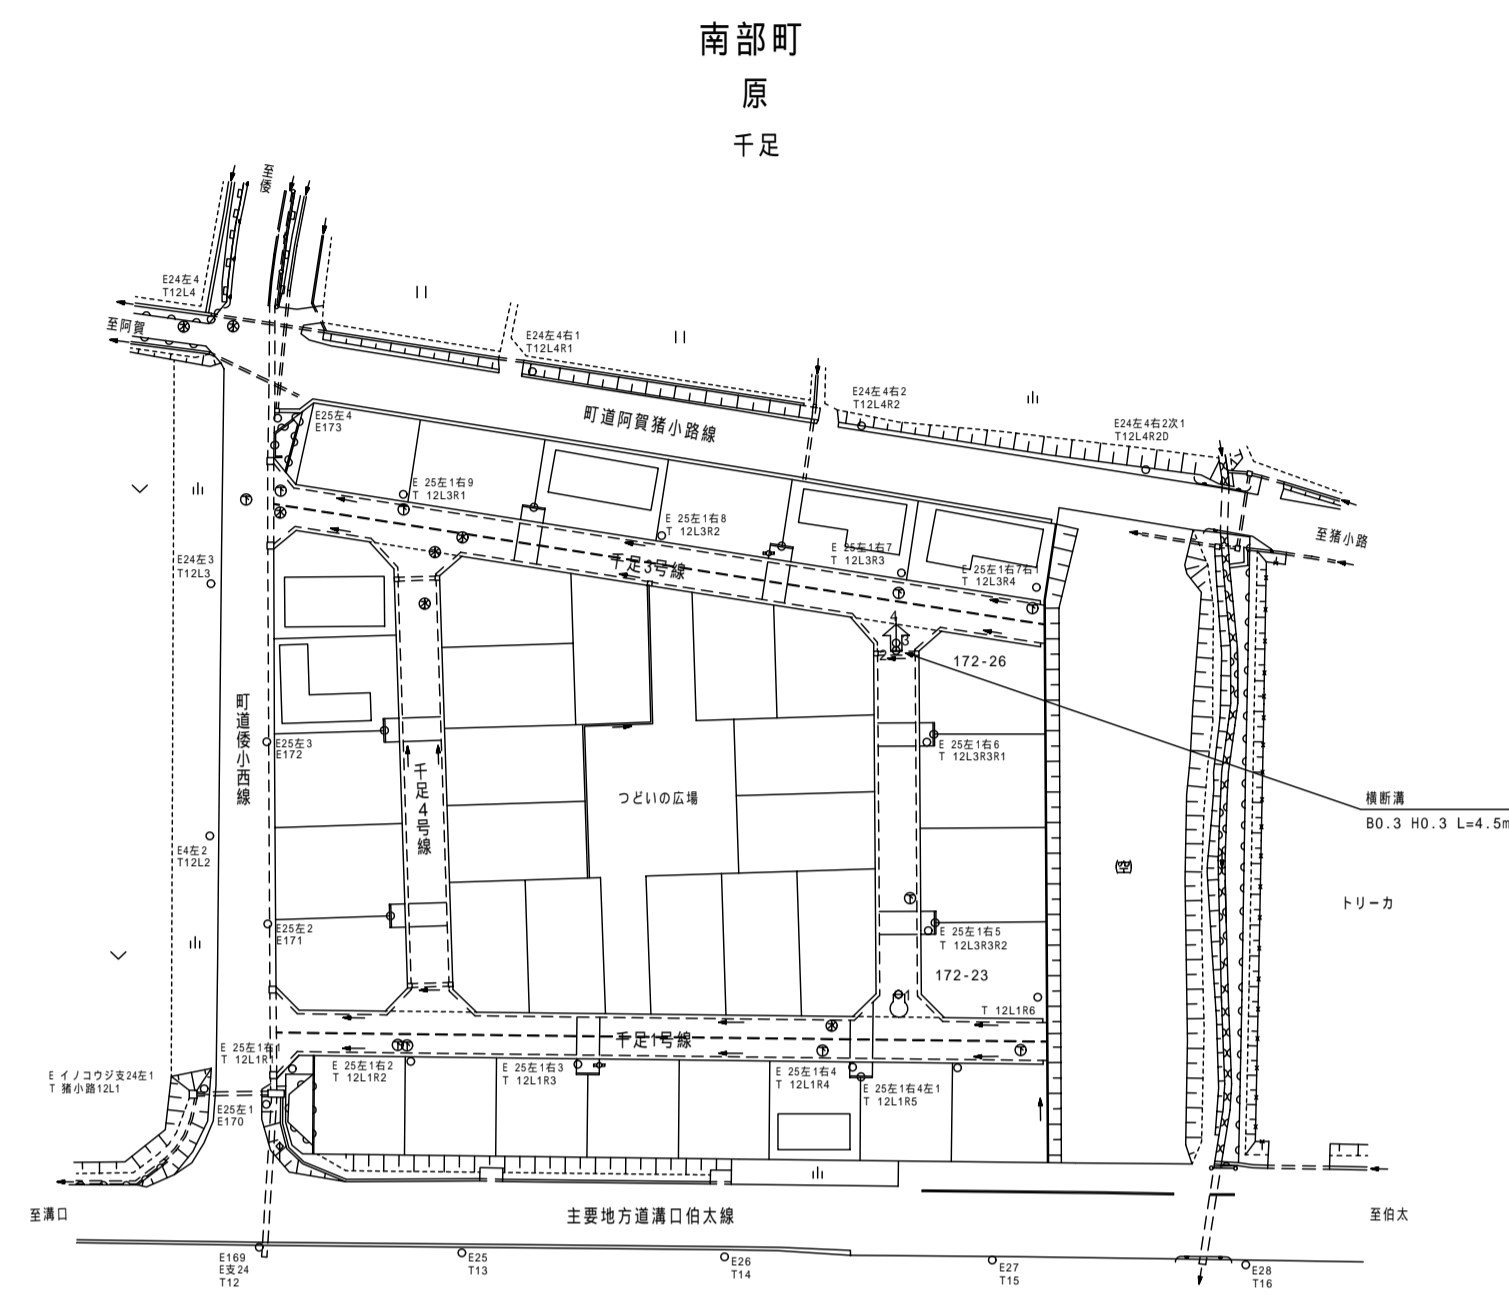 南部町
原
千足
至倭
E24左4
T12L4
至阿賀
E24左4右1
T12L4R1
E24左4右2
T12L4R2
E24左4右2次1
T12L4R2D
町道阿賀猪小路線
E25左4
E173
E 25左1右9
T 12L3R1
E 25左1右8
T 12L3R2
E 25左1右7
T 12L3R3
E 25左1右7右1
T 12L3R4
至猪小路
千足3号線
E24左3
T12L3
4
3
2
172-26
町道倭小西線
E25左3
E172
E 25左1右6
T 12L3R3R1
千足4号線
つどいの広場
横断溝
B0.3 H0.3 L=4.5m
E4左2
T12L2
トリーカ
E25左2
E171
E 25左1右5
T 12L3R3R2
172-23
1
T 12L1R6
千足1号線
E 25左1右1
T 12L1R1
E 25左1右2
T 12L1R2
E 25左1右3
T 12L1R3
E 25左1右4
T 12L1R4
E 25左1右4左1
T 12L1R5
E イノコウジ支24左1
T 猪小路12L1
E25左1
E170
至溝口
主要地方道溝口伯太線
至伯太
E169
E支24
T12
E25
T13
E26
T14
E27
T15
E28
T16